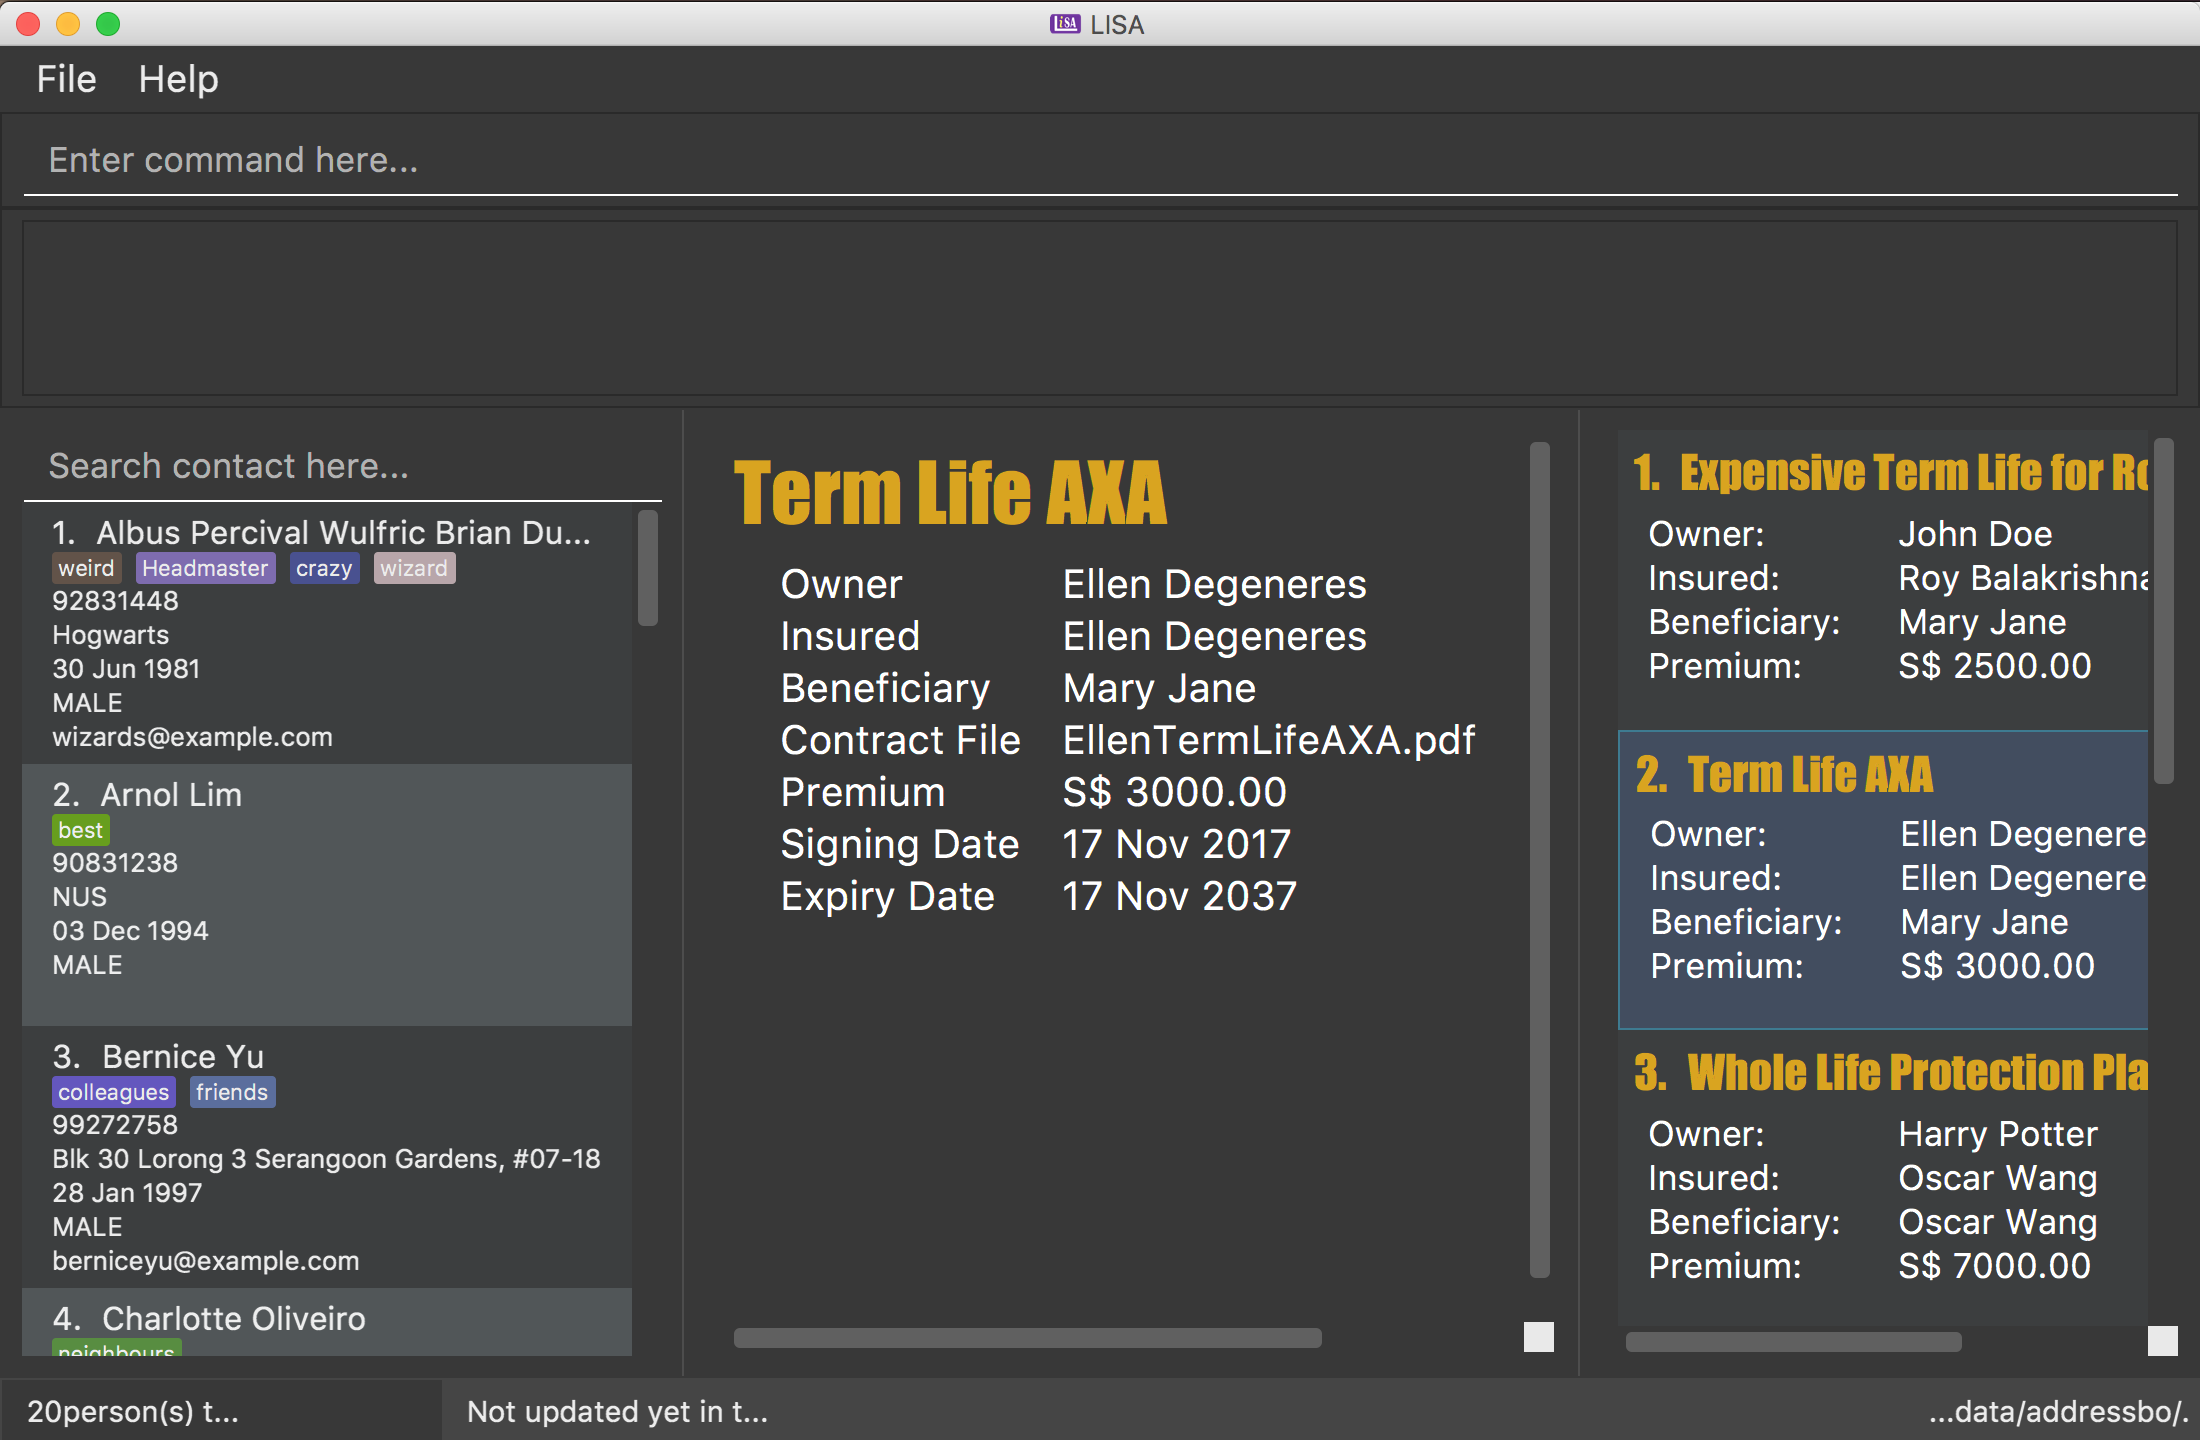 LiSA LISA
File Help
Enter command here...
Search contact here...
1. Albus Percival Wulfric Brian Du...
weird Headmaster crazy wizard
92831448
Hogwarts
30 Jun 1981
MALE
wizards@example.com
2. Arnol Lim
best
90831238
NUS
03 Dec 1994
MALE
3. Bernice Yu
colleagues friends
99272758
Blk 30 Lorong 3 Serangoon Gardens, #07-18
28 Jan 1997
MALE
berniceyu@example.com
4. Charlotte Oliveiro
neighbours
Term Life AXA
Owner Ellen Degeneres
Insured Ellen Degeneres
Beneficiary Mary Jane
Contract File EllenTermLifeAXA.pdf
Premium S$ 3000.00
Signing Date 17 Nov 2017
Expiry Date 17 Nov 2037
1. Expensive Term Life for Ro
Owner: John Doe
Insured: Roy Balakrishna
Beneficiary: Mary Jane
Premium: S$ 2500.00
2. Term Life AXA
Owner: Ellen Degenere
Insured: Ellen Degenere
Beneficiary: Mary Jane
Premium: S$ 3000.00
3. Whole Life Protection Pla
Owner: Harry Potter
Insured: Oscar Wang
Beneficiary: Oscar Wang
Premium: S$ 7000.00
20person(s) t...
Not updated yet in t...
...data/addressbo/.